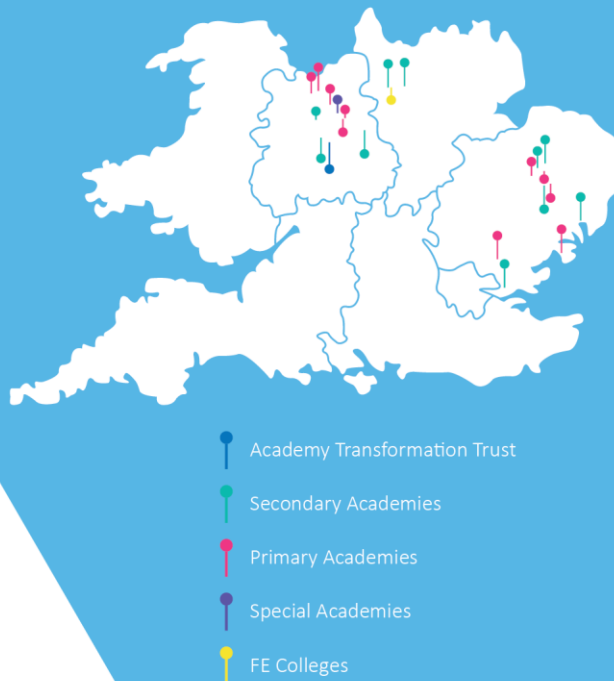 Academy Transformation Trust
Secondary Academies
Primary Academies
Special Academies
FE Colleges